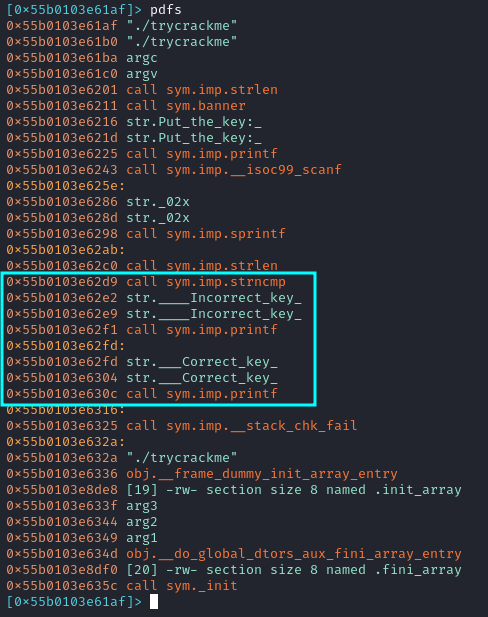 [0×55b0103e61af]> pdfs
0×55b0103e61af "./trycrackme"
0×55b0103e61b0 "./trycrackme"
0×55b0103e61ba argc
0×55b0103e61c0 argv
0×55b0103e6201 call sym.imp.strlen
0×55b0103e6211 call sym.banner
0×55b0103e6216 str.Put_the_key:_
0×55b0103e621d str.Put_the_key:_
0×55b0103e6225 call sym.imp.printf
0×55b0103e6243 call sym.imp.__isoc99_scanf
0×55b0103e625e:
0×55b0103e6286 str._02x
0×55b0103e628d str._02x
0×55b0103e6298 call sym.imp.sprintf
0×55b0103e62ab:
0×55b0103e62c0 call sym.imp.strlen
0×55b0103e62d9 call sym.imp.strncmp
0×55b0103e62e2 str.____Incorrect_key_
0×55b0103e62e9 str.____Incorrect_key_
0×55b0103e62f1 call sym.imp.printf
0×55b0103e62fd:
0×55b0103e62fd str.___Correct_key_
0×55b0103e6304 str.___Correct_key_
0×55b0103e630c call sym.imp.printf
0×55b0103e6316:
0×55b0103e6325 call sym.imp.__stack_chk_fail
0×55b0103e632a:
0×55b0103e632a "./trycrackme"
0×55b0103e6336 obj.__frame_dummy_init_array_entry
0×55b0103e8de8 [19] -rw- section size 8 named .init_array
0×55b0103e633f arg3
0×55b0103e6344 arg2
0×55b0103e6349 arg1
0×55b0103e634d obj.__do_global_dtors_aux_fini_array_entry
0×55b0103e8df0 [20] -rw- section size 8 named .fini_array
0×55b0103e635c call sym._init
[0×55b0103e61af]>